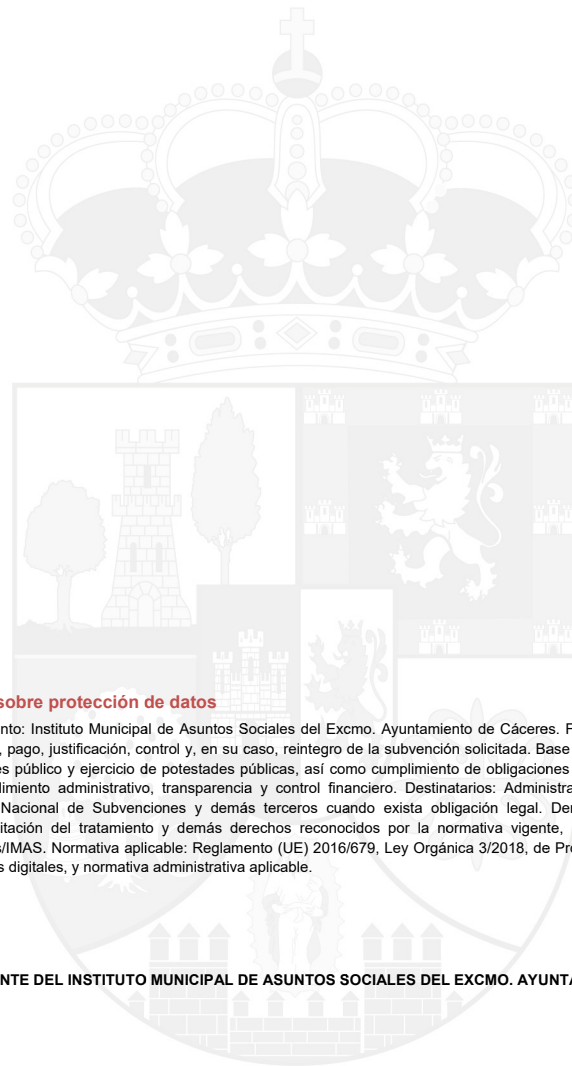 sobre protección de datos
nto: Instituto Municipal de Asuntos Sociales del Excmo. Ayuntamiento de Cáceres. F
, pago, justificación, control y, en su caso, reintegro de la subvención solicitada. Base
es público y ejercicio de potestades públicas, así como cumplimiento de obligaciones
dimiento administrativo, transparencia y control financiero. Destinatarios: Administra
Nacional de Subvenciones y demás terceros cuando exista obligación legal. Der
itación del tratamiento y demás derechos reconocidos por la normativa vigente,
s/IMAS. Normativa aplicable: Reglamento (UE) 2016/679, Ley Orgánica 3/2018, de Pro
s digitales, y normativa administrativa aplicable.
NTE DEL INSTITUTO MUNICIPAL DE ASUNTOS SOCIALES DEL EXCMO. AYUNTA